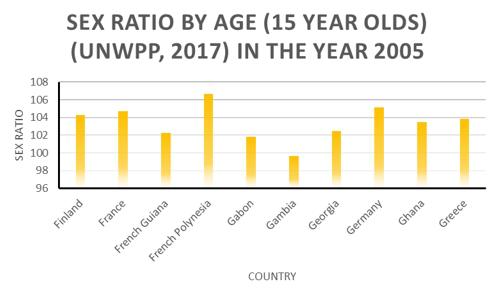 SEX RATIO BY AGE (15 YEAR OLDS)
(UNWPP, 2017) IN THE YEAR 2005
108
106
104
102
100
98
96
SEX RATIO
Finland
France
French Guiana
French Polynesia
Gabon
Gambia
Georgia
Germany
Ghana
Greece
COUNTRY